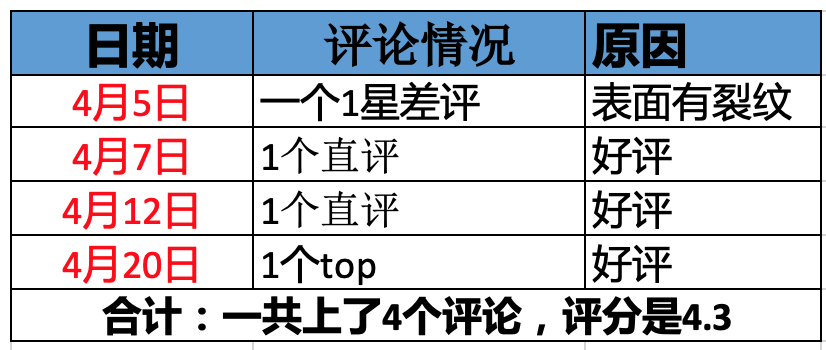 日期 评论情况 原因
4月5日 一个1星差评 表面有裂纹
4月7日 1个直评 好评
4月12日 1个直评 好评
4月20日 1个top 好评
合计：一共上了4个评论，评分是4.3